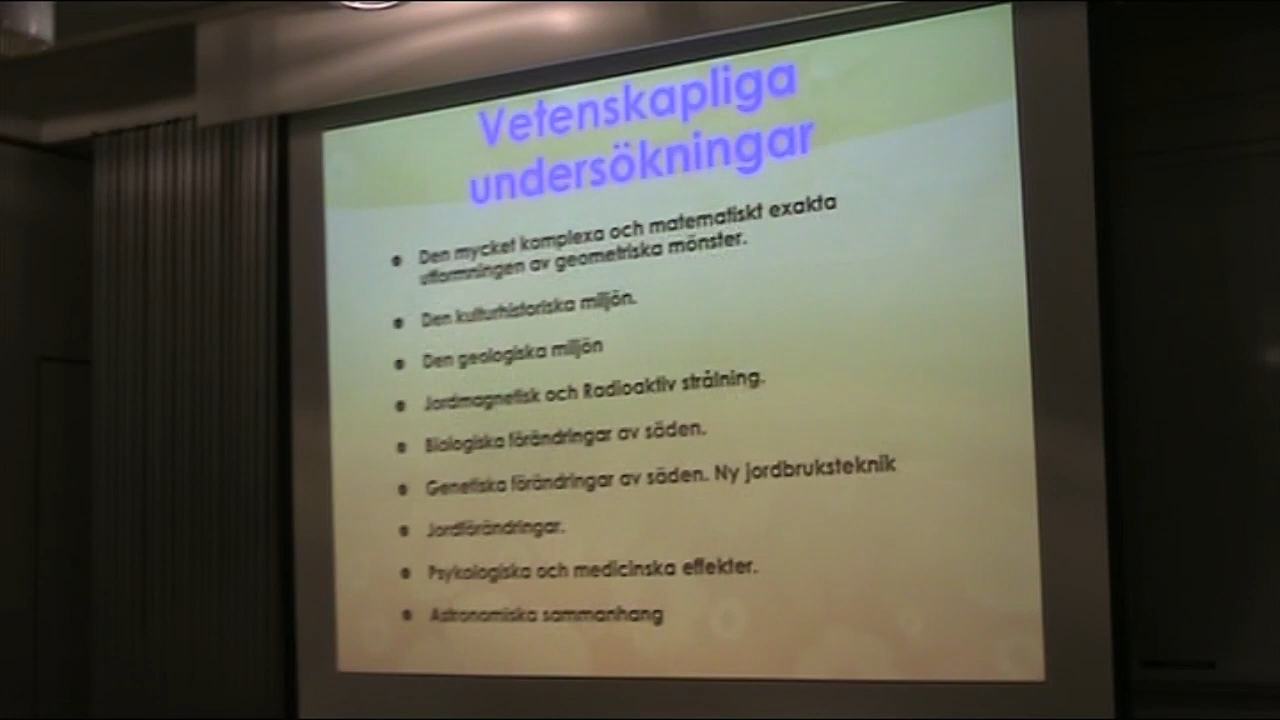 Vetenskapliga
undersökningar
Den mycket komplexa och matematiskt exakta
utformningen av geometriska mönster.
Den kulturhistoriska miljön.
Den geologiska miljön
Jordmagnetisk och Radioaktiv strålning.
Biologiska förändringar av säden.
Genetiska förändringar av säden. Ny jordbruksteknik
Jordförändringar.
Psykologiska och medicinska effekter.
Astronomiska sammanhang